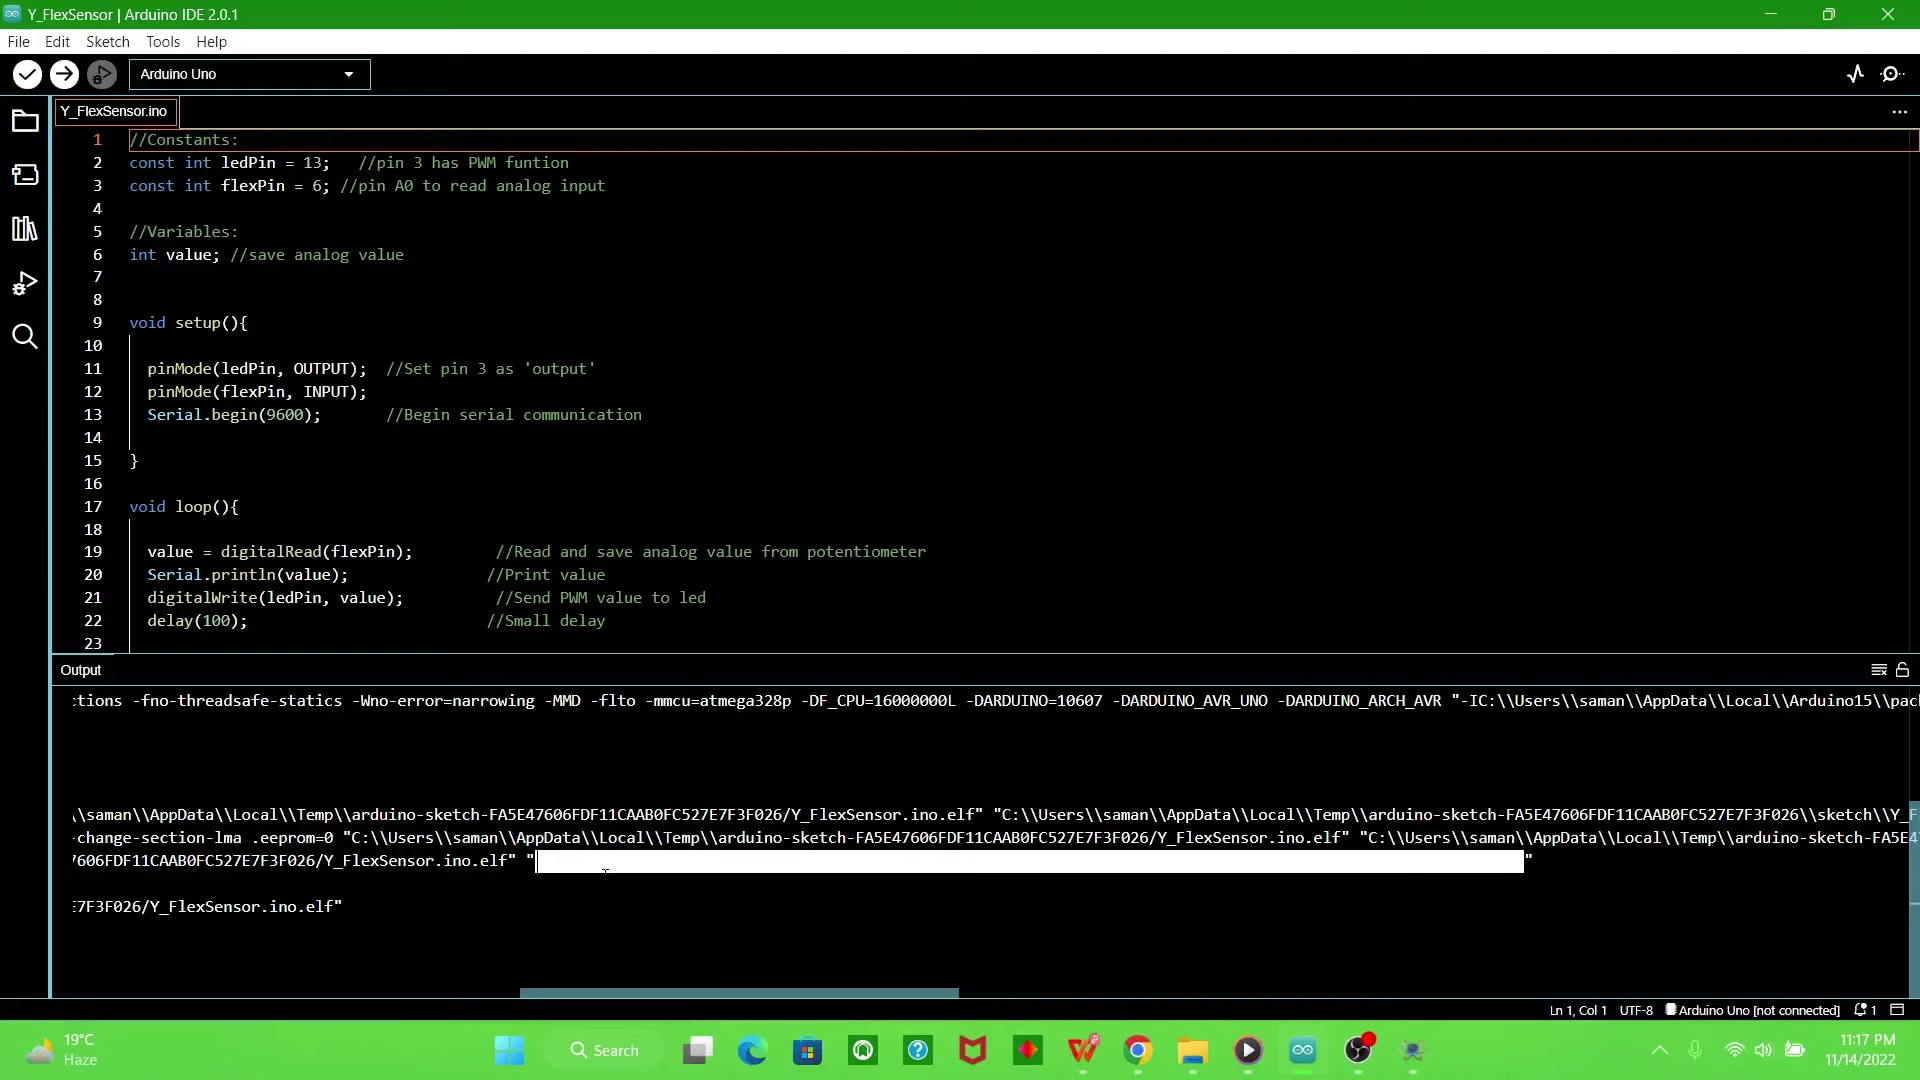 Y_FlexSensor | Arduino IDE 2.0.1
File Edit Sketch Tools Help
Arduino Uno
Y_FlexSensor.ino
1 //Constants:
2 const int ledPin = 13;   //pin 3 has PWM funtion
3 const int flexPin = 6; //pin A0 to read analog input
4
5 //Variables:
6 int value; //save analog value
7
8
9 void setup(){
10
11 pinMode(ledPin, OUTPUT);  //Set pin 3 as 'output'
12 pinMode(flexPin, INPUT);
13 Serial.begin(9600);       //Begin serial communication
14
15 }
16
17 void loop(){
18
19 value = digitalRead(flexPin);         //Read and save analog value from potentiometer
20 Serial.println(value);               //Print value
21 digitalWrite(ledPin, value);          //Send PWM value to led
22 delay(100);                          //Small delay
23
Output
:tions -fno-threadsafe-statics -Wno-error=narrowing -MMD -flto -mmcu=atmega328p -DF_CPU=16000000L -DARDUINO=10607 -DARDUINO_AVR_UNO -DARDUINO_ARCH_AVR "-IC:\\Users\\saman\\AppData\\Local\\Arduino15\\pac
\saman\\AppData\\Local\\Temp\\arduino-sketch-FA5E47606FDF11CAAB0FC527E7F3F026/Y_FlexSensor.ino.elf" "C:\\Users\\saman\\AppData\\Local\\Temp\\arduino-sketch-FA5E47606FDF11CAAB0FC527E7F3F026\\sketch\\Y_F
-change-section-lma .eeprom=0 "C:\\Users\\saman\\AppData\\Local\\Temp\\arduino-sketch-FA5E47606FDF11CAAB0FC527E7F3F026/Y_FlexSensor.ino.elf" "C:\\Users\\saman\\AppData\\Local\\Temp\\arduino-sketch-FA5E4
7606FDF11CAAB0FC527E7F3F026/Y_FlexSensor.ino.elf" " "
E7F3F026/Y_FlexSensor.ino.elf"
Ln 1, Col 1 UTF-8 Arduino Uno [not connected] 1
19°C
Haze
Search
11:17 PM
11/14/2022